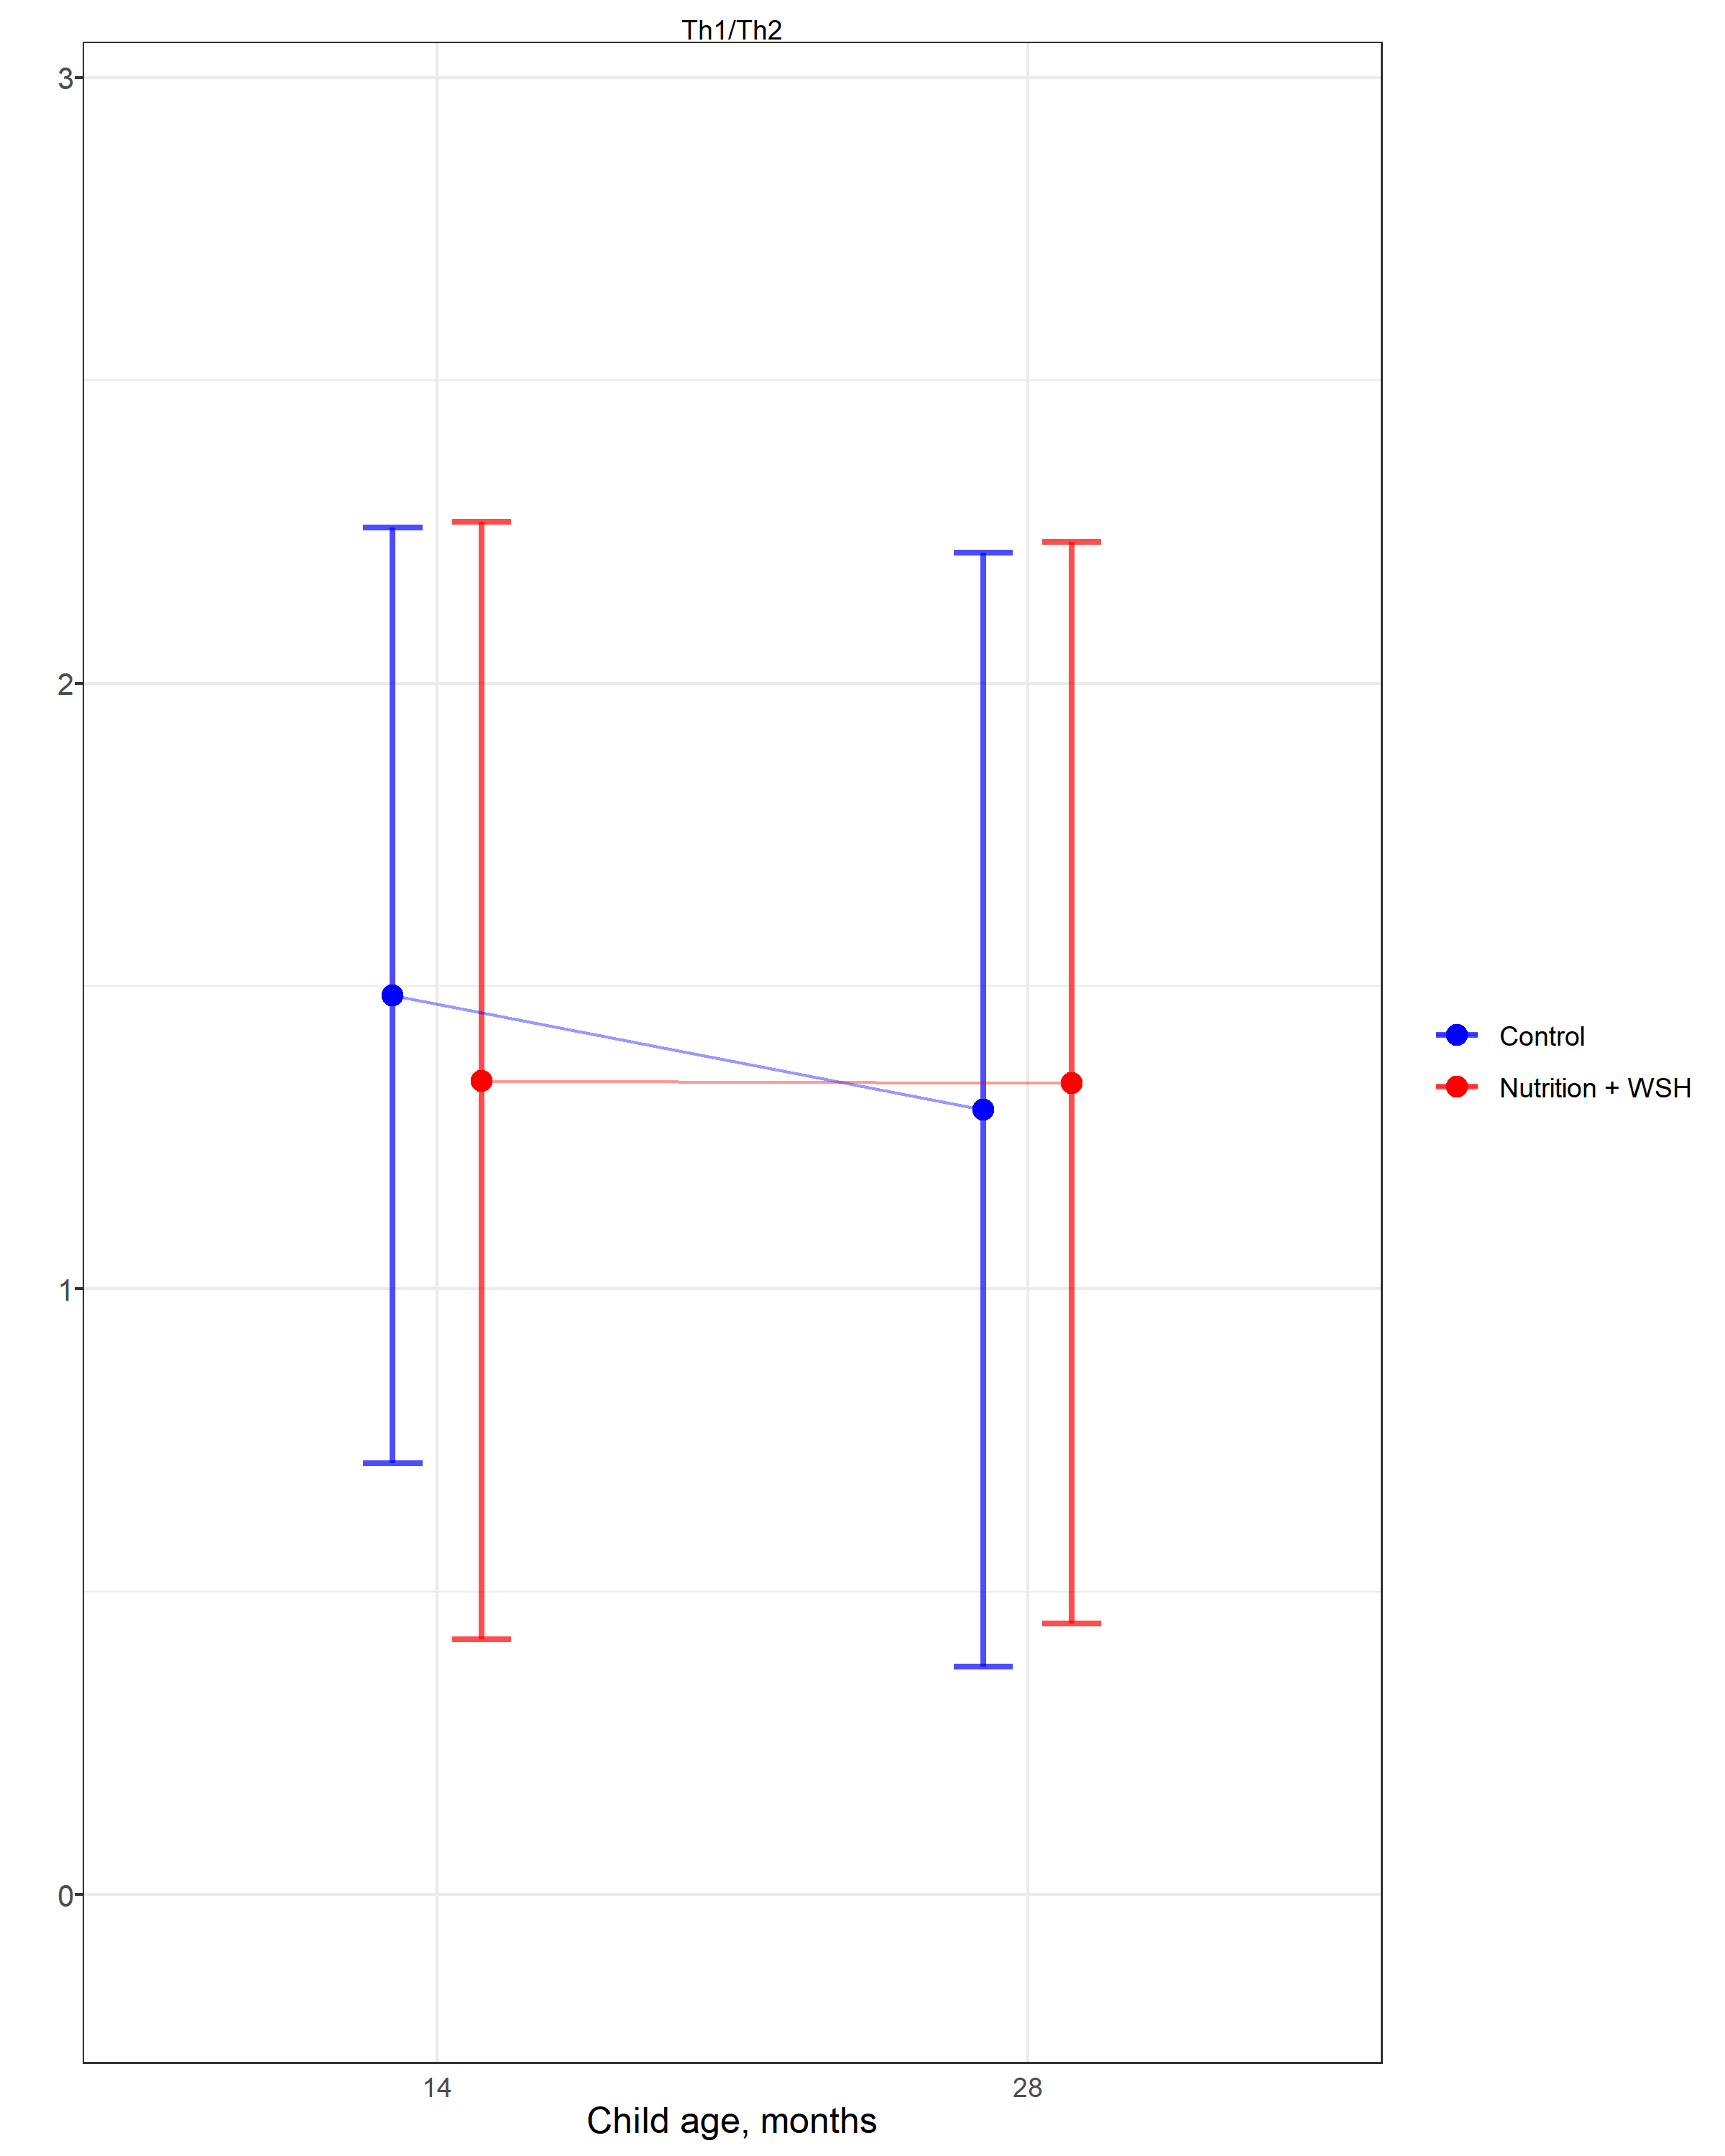 Th1/Th2
3
2
1
0
14
28
Child age, months
Control
Nutrition + WSH